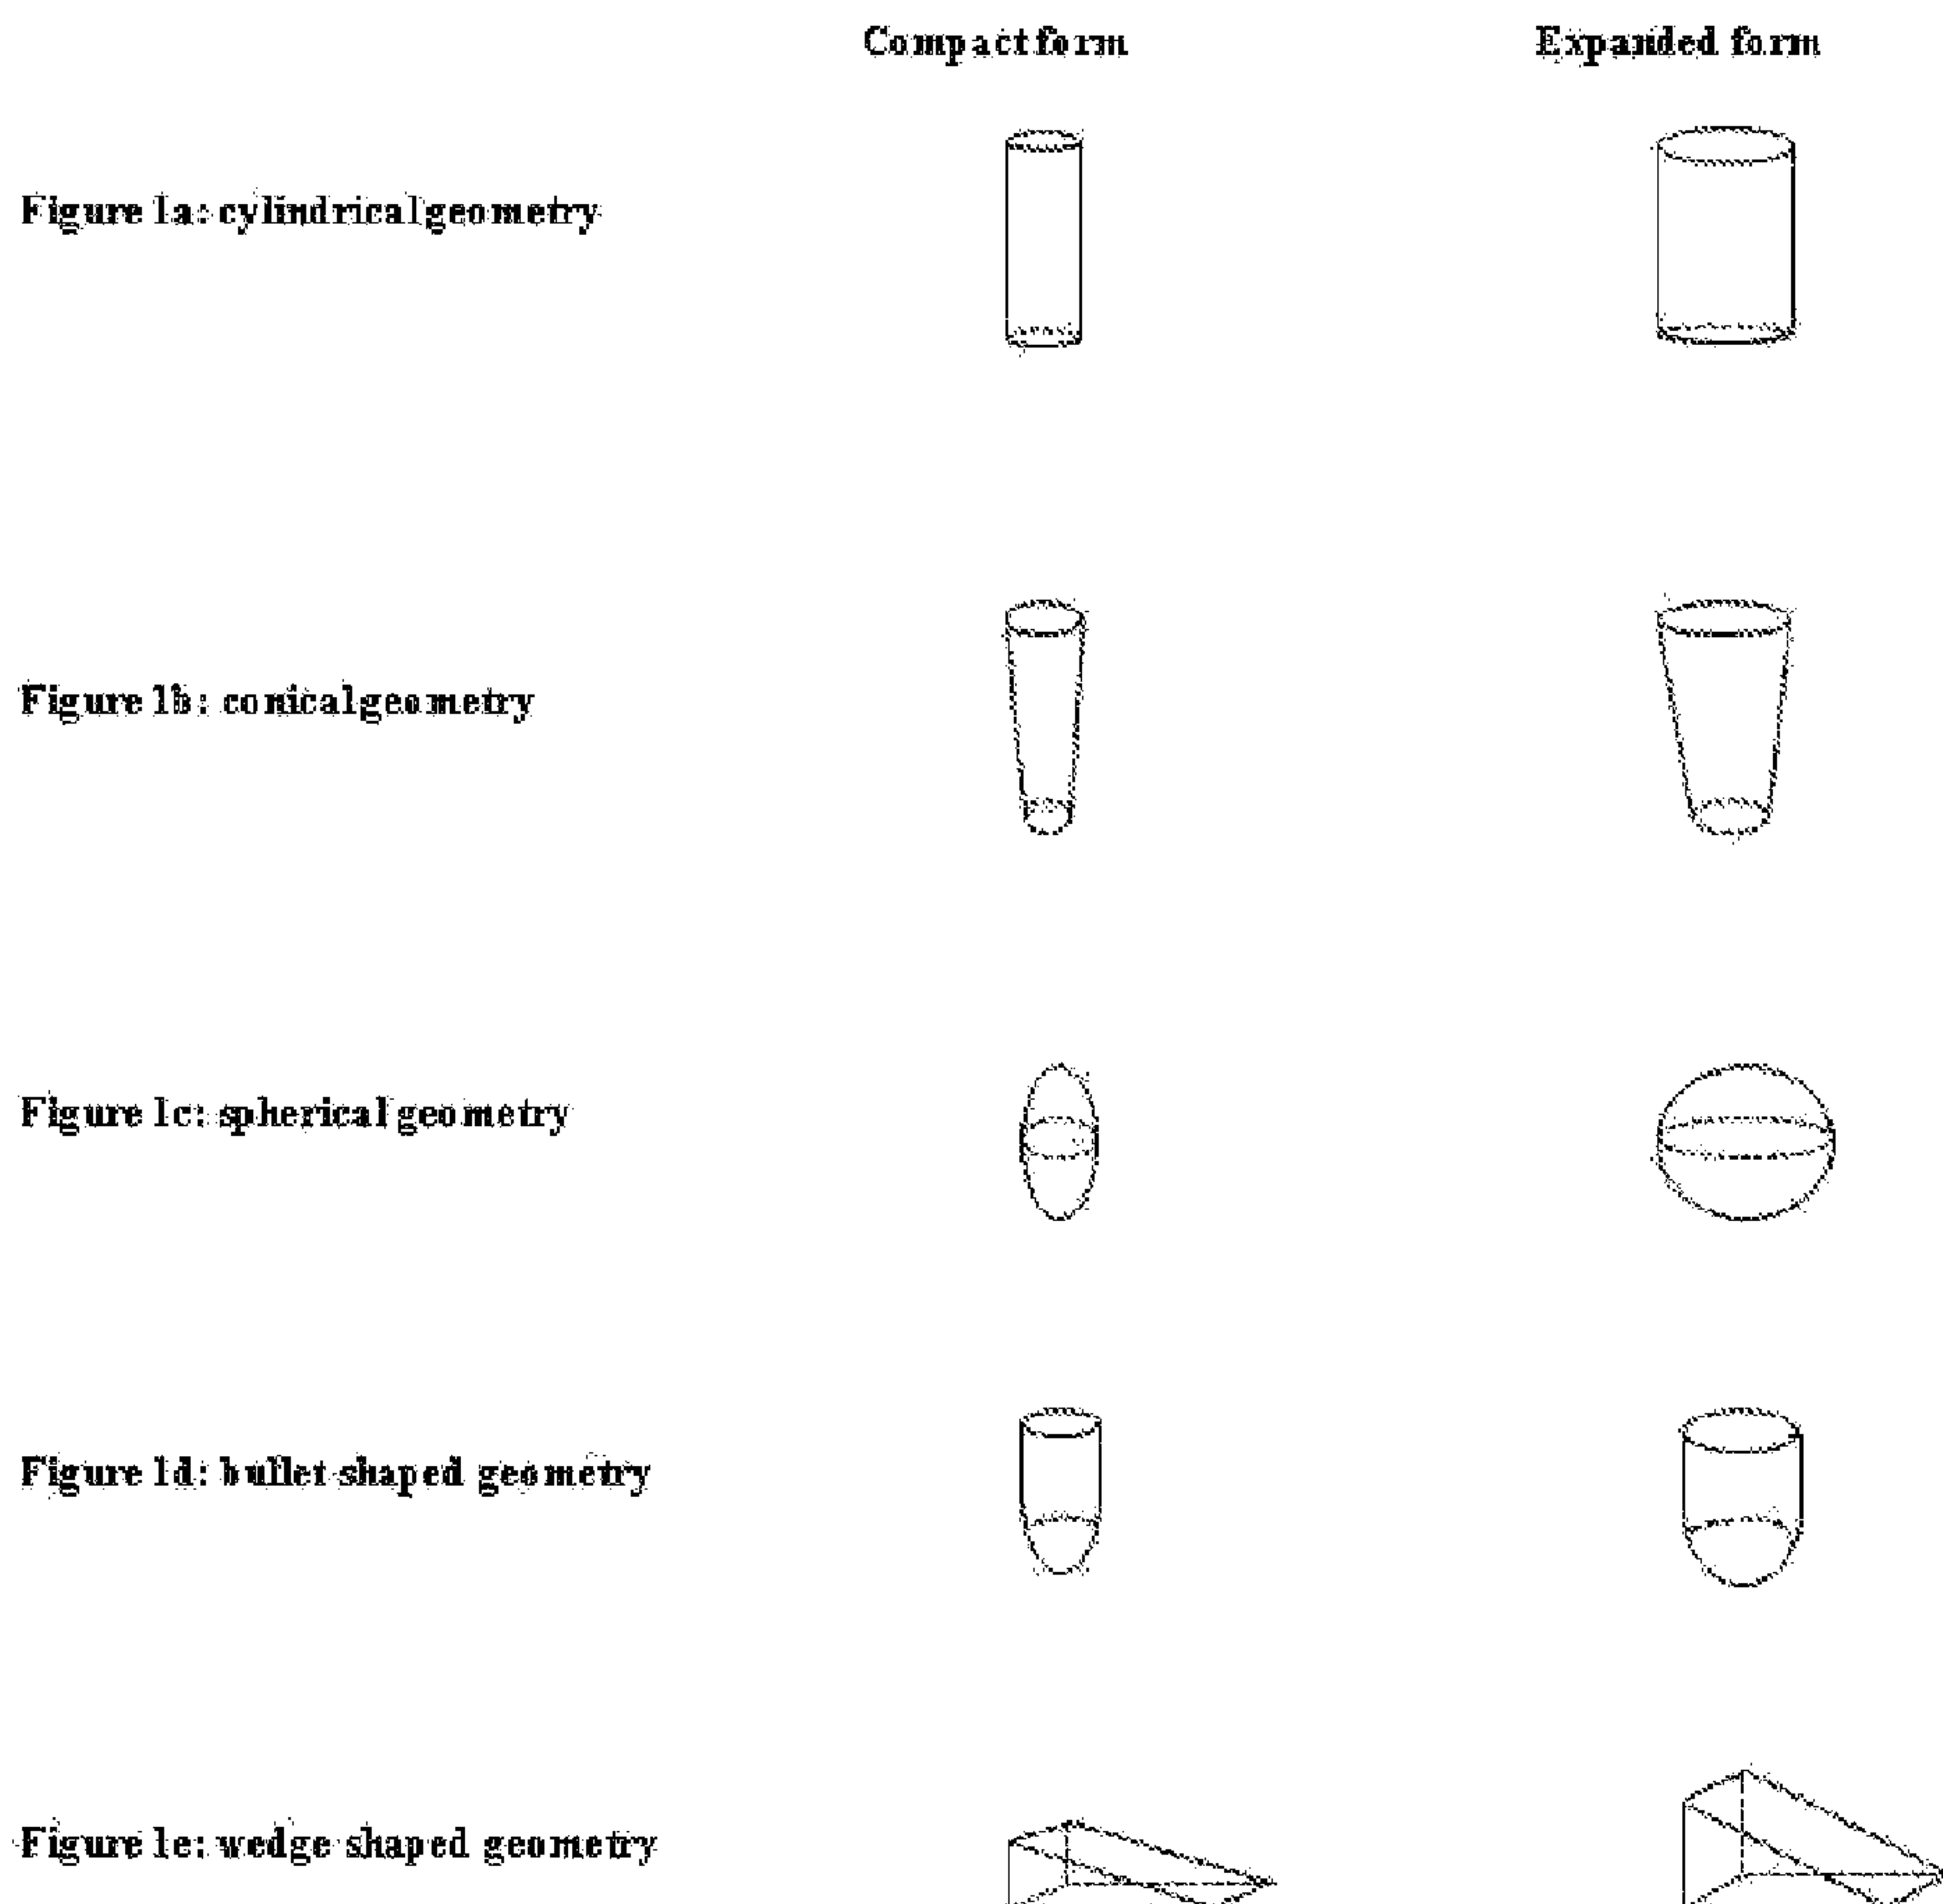 Compact form
Expanded form
Figure 1a: cylindrical geometry
Figure 1b: conical geometry
Figure 1c: spherical geometry
Figure 1d: bullet shaped geometry
Figure 1e: wedge shaped geometry